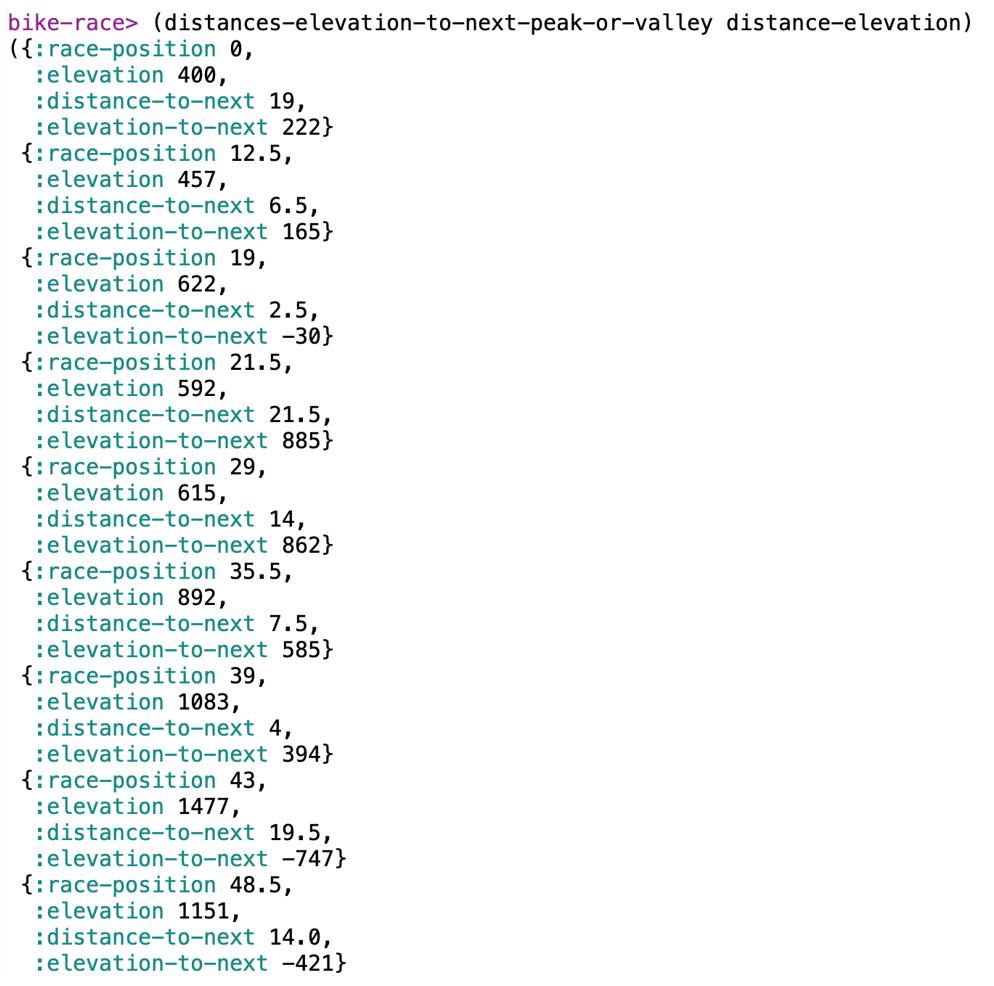 bike-race> (distances-elevation-to-next-peak-or-valley distance-elevation)
({:race-position 0,
  :elevation 400,
  :distance-to-next 19,
  :elevation-to-next 222}
 {:race-position 12.5,
  :elevation 457,
  :distance-to-next 6.5,
  :elevation-to-next 165}
 {:race-position 19,
  :elevation 622,
  :distance-to-next 2.5,
  :elevation-to-next -30}
 {:race-position 21.5,
  :elevation 592,
  :distance-to-next 21.5,
  :elevation-to-next 885}
 {:race-position 29,
  :elevation 615,
  :distance-to-next 14,
  :elevation-to-next 862}
 {:race-position 35.5,
  :elevation 892,
  :distance-to-next 7.5,
  :elevation-to-next 585}
 {:race-position 39,
  :elevation 1083,
  :distance-to-next 4,
  :elevation-to-next 394}
 {:race-position 43,
  :elevation 1477,
  :distance-to-next 19.5,
  :elevation-to-next -747}
 {:race-position 48.5,
  :elevation 1151,
  :distance-to-next 14.0,
  :elevation-to-next -421}